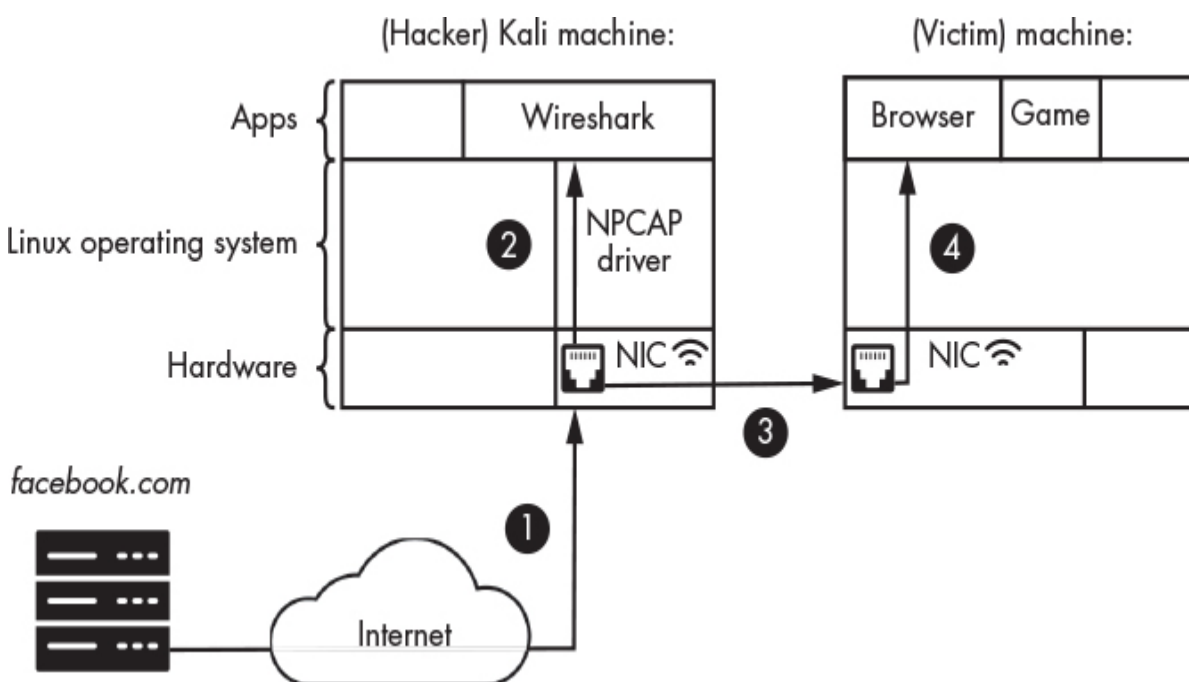 (Hacker) Kali machine:
(Victim) machine:
Apps
Wireshark
Browser
Game
Linux operating system
2
NPCAP
driver
4
Hardware
NIC
NIC
3
facebook.com
1
Internet